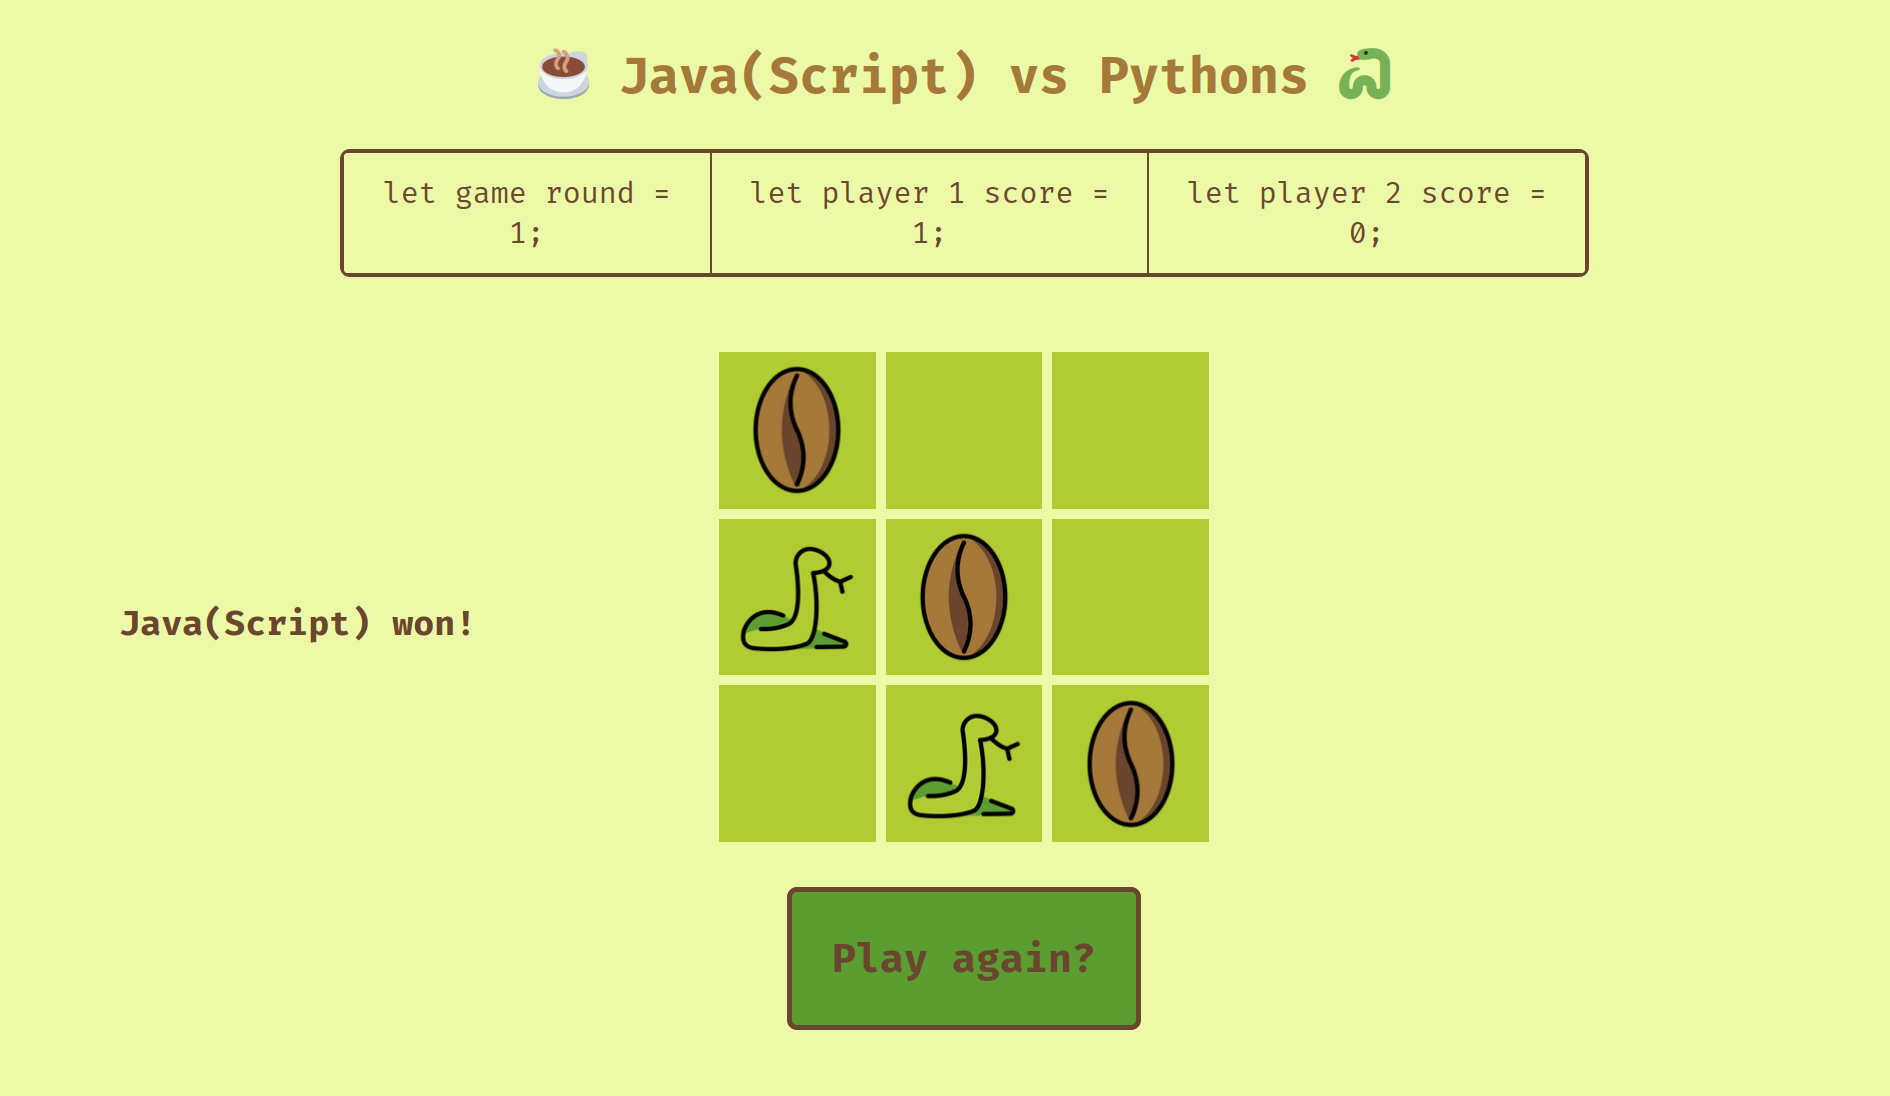 Java(Script) vs Pythons
let game round =
1;
let player 1 score =
1;
let player 2 score =
0;
Java(Script) won!
Play again?